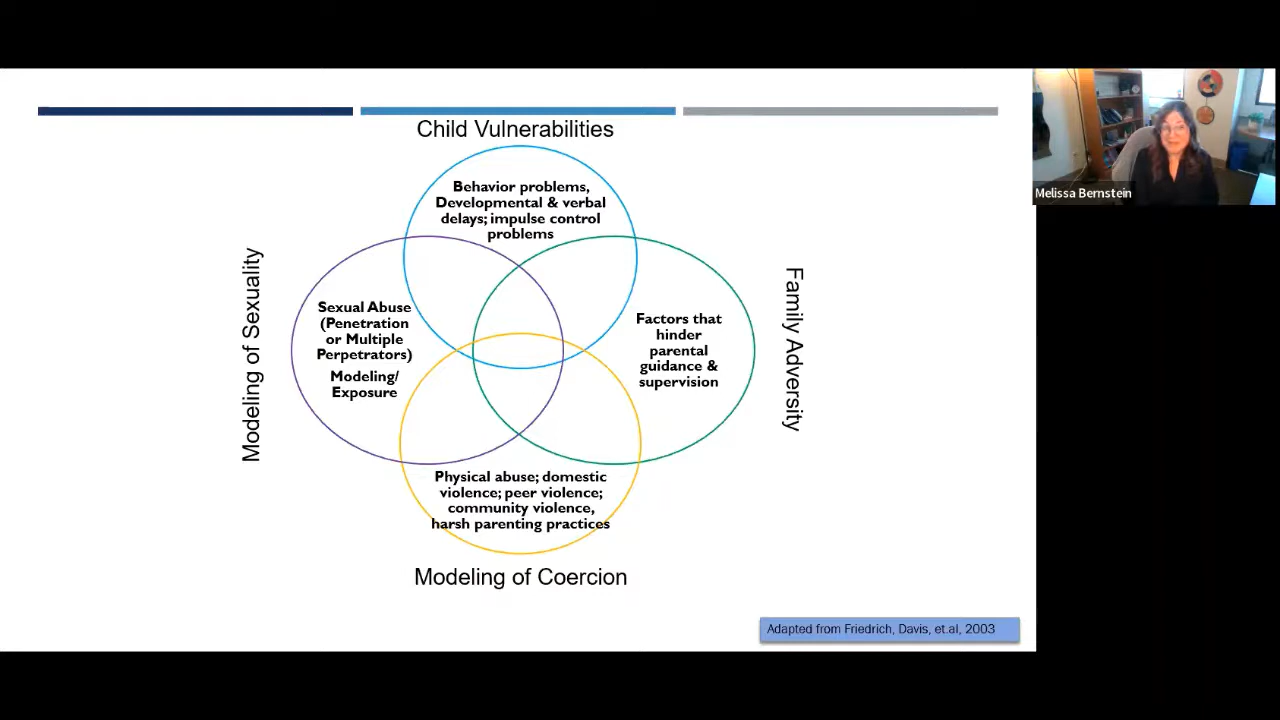 Child Vulnerabilities
Behavior problems,
Developmental & verbal
delays; impulse control
problems
Modeling of Sexuality
Sexual Abuse
(Penetration
or Multiple
Perpetrators)
Modeling/
Exposure
Factors that
hinder
parental
guidance &
supervision
Family Adversity
Physical abuse; domestic
violence; peer violence;
community violence,
harsh parenting practices
Modeling of Coercion
Adapted from Friedrich, Davis, et.al, 2003
Melissa Bernstein